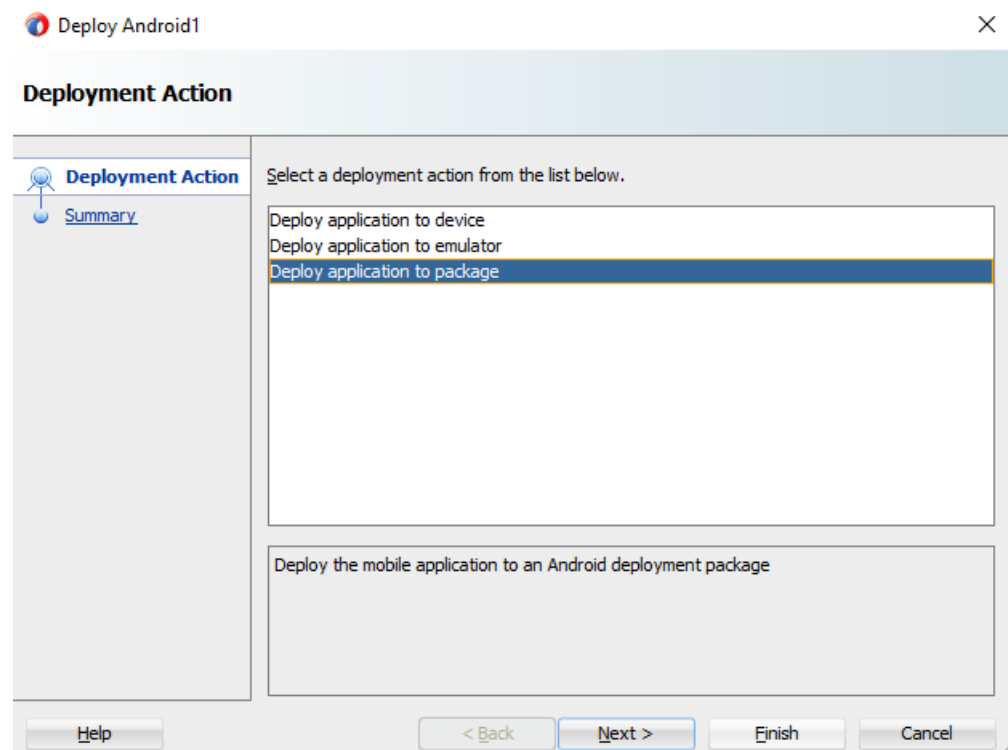 Deploy Android1
Deployment Action
Deployment Action
Summary
Select a deployment action from the list below.
Deploy application to device
Deploy application to emulator
Deploy application to package
Deploy the mobile application to an Android deployment package
Help
< Back
Next >
Finish
Cancel